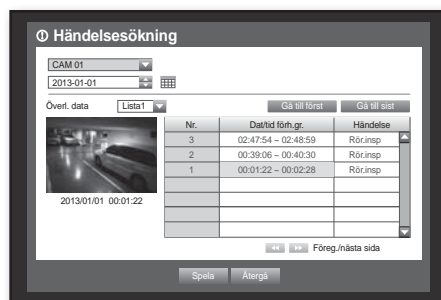 Händelsesökning
CAM 01
2013-01-01
Överl. data Lista1 Gå till först Gå till sist
Nr. Dat/tid förh.gr. Händelse
3 02:47:54 ~ 02:48:59 Rör.insp
2 00:39:06 ~ 00:40:30 Rör.insp
1 00:01:22 ~ 00:02:28 Rör.insp
2013/01/01 00:01:22
Föreg./nästa sida
Spela Återgå